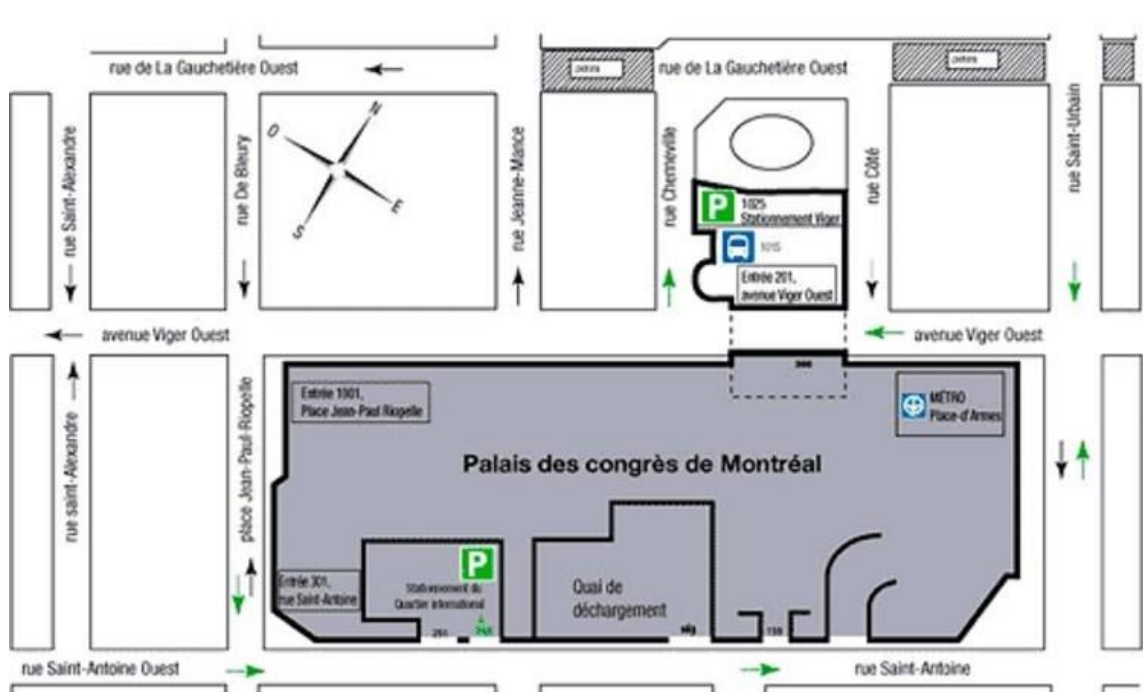 rue de La Gauchetière Ouest
rue de La Gauchetière Ouest
rue Saint-Alexandre
rue De Bleury
N
O
E
S
rue Jeanne-Mance
rue Chenneville
rue Côté
rue Saint-Urbain
P
1025
Stationnement Viger
1015
Entrée 201,
avenue Viger Ouest
avenue Viger Ouest
avenue Viger Ouest
rue saint-Alexandre
place Jean-Paul-Riopelle
Entrée 1001,
Place Jean-Paul Riopelle
MÉTRO
Place-d'Armes
Palais des congrès de Montréal
P
Stationnement du
Quartier international
Entrée 301,
rue Saint-Antoine
Quai de
déchargement
251
159
rue Saint-Antoine Ouest
rue Saint-Antoine